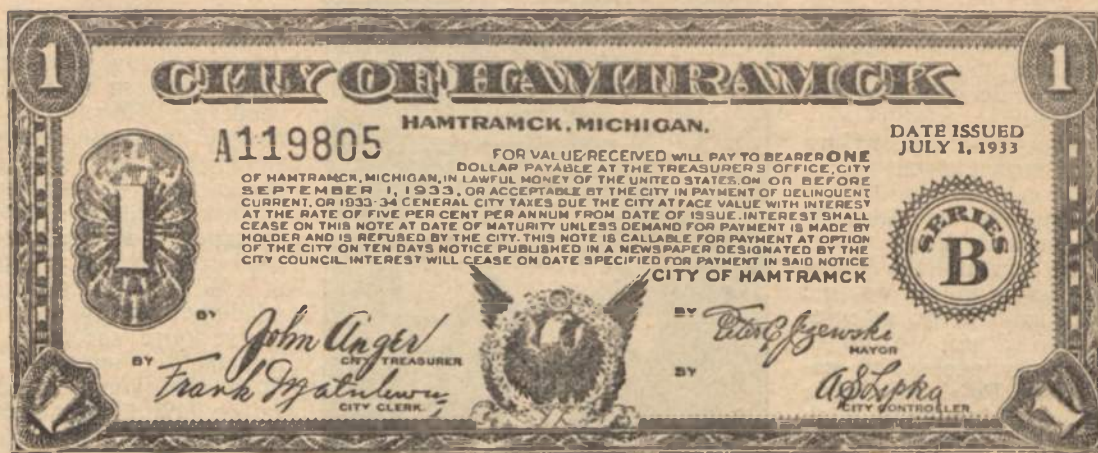 1 1
CITY OF HAMTRAMCK
HAMTRAMCK, MICHIGAN.
A119805
DATE ISSUED
JULY 1, 1933
FOR VALUE RECEIVED WILL PAY TO BEARER ONE
DOLLAR PAYABLE AT THE TREASURER'S OFFICE, CITY
OF HAMTRAMCK, MICHIGAN, IN LAWFUL MONEY OF THE UNITED STATES, ON OR BEFORE
SEPTEMBER 1, 1933, OR ACCEPTABLE BY THE CITY IN PAYMENT OF DELINQUENT
CURRENT, OR 1933-34 GENERAL CITY TAXES DUE THE CITY AT FACE VALUE WITH INTEREST
AT THE RATE OF FIVE PER CENT PER ANNUM FROM DATE OF ISSUE. INTEREST SHALL
CEASE ON THIS NOTE AT DATE OF MATURITY UNLESS DEMAND FOR PAYMENT IS MADE BY
HOLDER AND IS REFUSED BY THE CITY. THIS NOTE IS CALLABLE FOR PAYMENT AT OPTION
OF THE CITY ON TEN DAYS NOTICE PUBLISHED IN A NEWSPAPER DESIGNATED BY THE
CITY COUNCIL. INTEREST WILL CEASE ON DATE SPECIFIED FOR PAYMENT IN SAID NOTICE
CITY OF HAMTRAMCK
1
SERIES
B
BY John Anger
CITY TREASURER
BY Frank Matulewicz
CITY CLERK
BY Peter C Jezewski
MAYOR
BY A S Lipka
CITY CONTROLLER
1 1